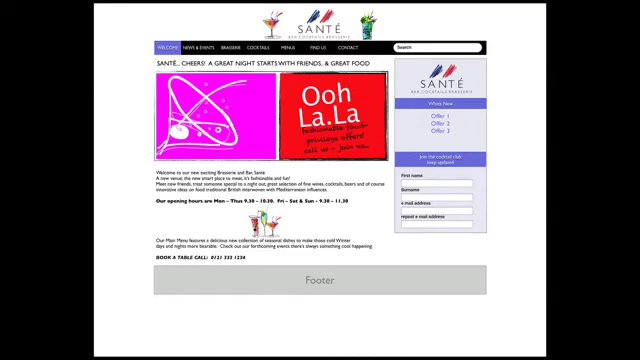 SANTÉ
BAR.COCKTAILS.BRASSERIE
WELCOME NEWS & EVENTS BRASSERIE COCKTAILS MENUS FIND US CONTACT Search
SANTÉ... CHEERS! A GREAT NIGHT STARTS WITH FRIENDS.. & GREAT FOOD
Ooh
La.La
fashionable food-
privilege offers!
call us - join us...
Welcome to our new exciting Brasserie and Bar, Santé
A new venue, the new smart place to meet, it's fashionable and fun!
Meet new friends, treat someone special to a night out, great selection of fine wines, cocktails, beers and of course
innovative ideas on food traditional British interwoven with Mediterranean influences.
Our opening hours are Mon – Thus 9.30 – 10.30. Fri – Sat & Sun – 9.30 – 11.30
Our Main Menu features a delicious new collection of seasonal dishes to make those cold Winter
days and nights more bearable. Check out our forthcoming events there's always something cool happening.
BOOK A TABLE CALL: 0121 333 1234
SANTÉ
BAR.COCKTAILS.BRASSERIE
Whats New
Offer 1
Offer 2
Offer 3
Join the cocktail club
keep updated!
First name
Surname
e mail address
repeat e mail address
Footer